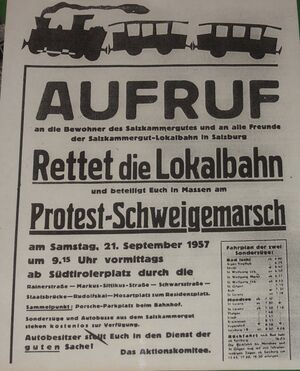 AUFRUF
an die Bewohner des Salzkammergutes und an alle Freunde
der Salzkammergut-Lokalbahn in Salzburg
Rettet die Lokalbahn
und beteiligt Euch in Massen am
Protest-Schweigemarsch
am Samstag, 21. September 1957
um 9.15 Uhr vormittags
ab Südtirolerplatz durch die
Rainerstraße — Markus-Sittikus-Straße — Schwarzstraße —
Staatsbrücke — Rudolfskai — Mozartplatz zum Residenzplatz.
Sammelpunkt: Porsche-Parkplatz beim Bahnhof.
Sonderzüge und Autobusse aus dem Salzkammergut
stehen kostenlos zur Verfügung.
Autobesitzer stellt Euch in den Dienst der
guten Sache!
Das Aktionskomitee.
Fahrplan der zwei
Sonderzüge:
Bad Ischl
Mondsee